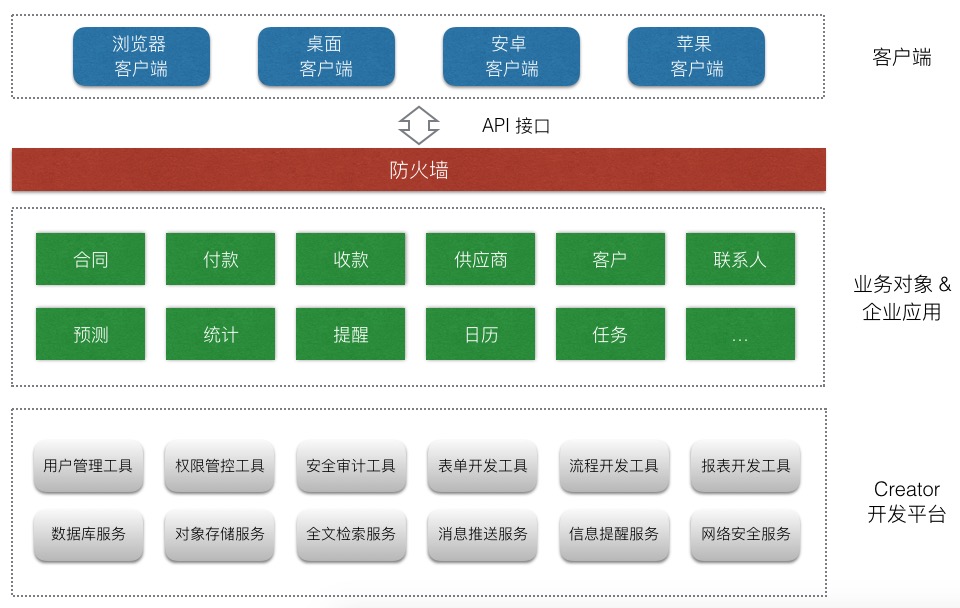 浏览器
客户端
桌面
客户端
安卓
客户端
苹果
客户端
客户端
API 接口
防火墙
合同
付款
收款
供应商
客户
联系人
预测
统计
提醒
日历
任务
...
业务对象 &
企业应用
用户管理工具
权限管控工具
安全审计工具
表单开发工具
流程开发工具
报表开发工具
数据库服务
对象存储服务
全文检索服务
消息推送服务
信息提醒服务
网络安全服务
Creator
开发平台